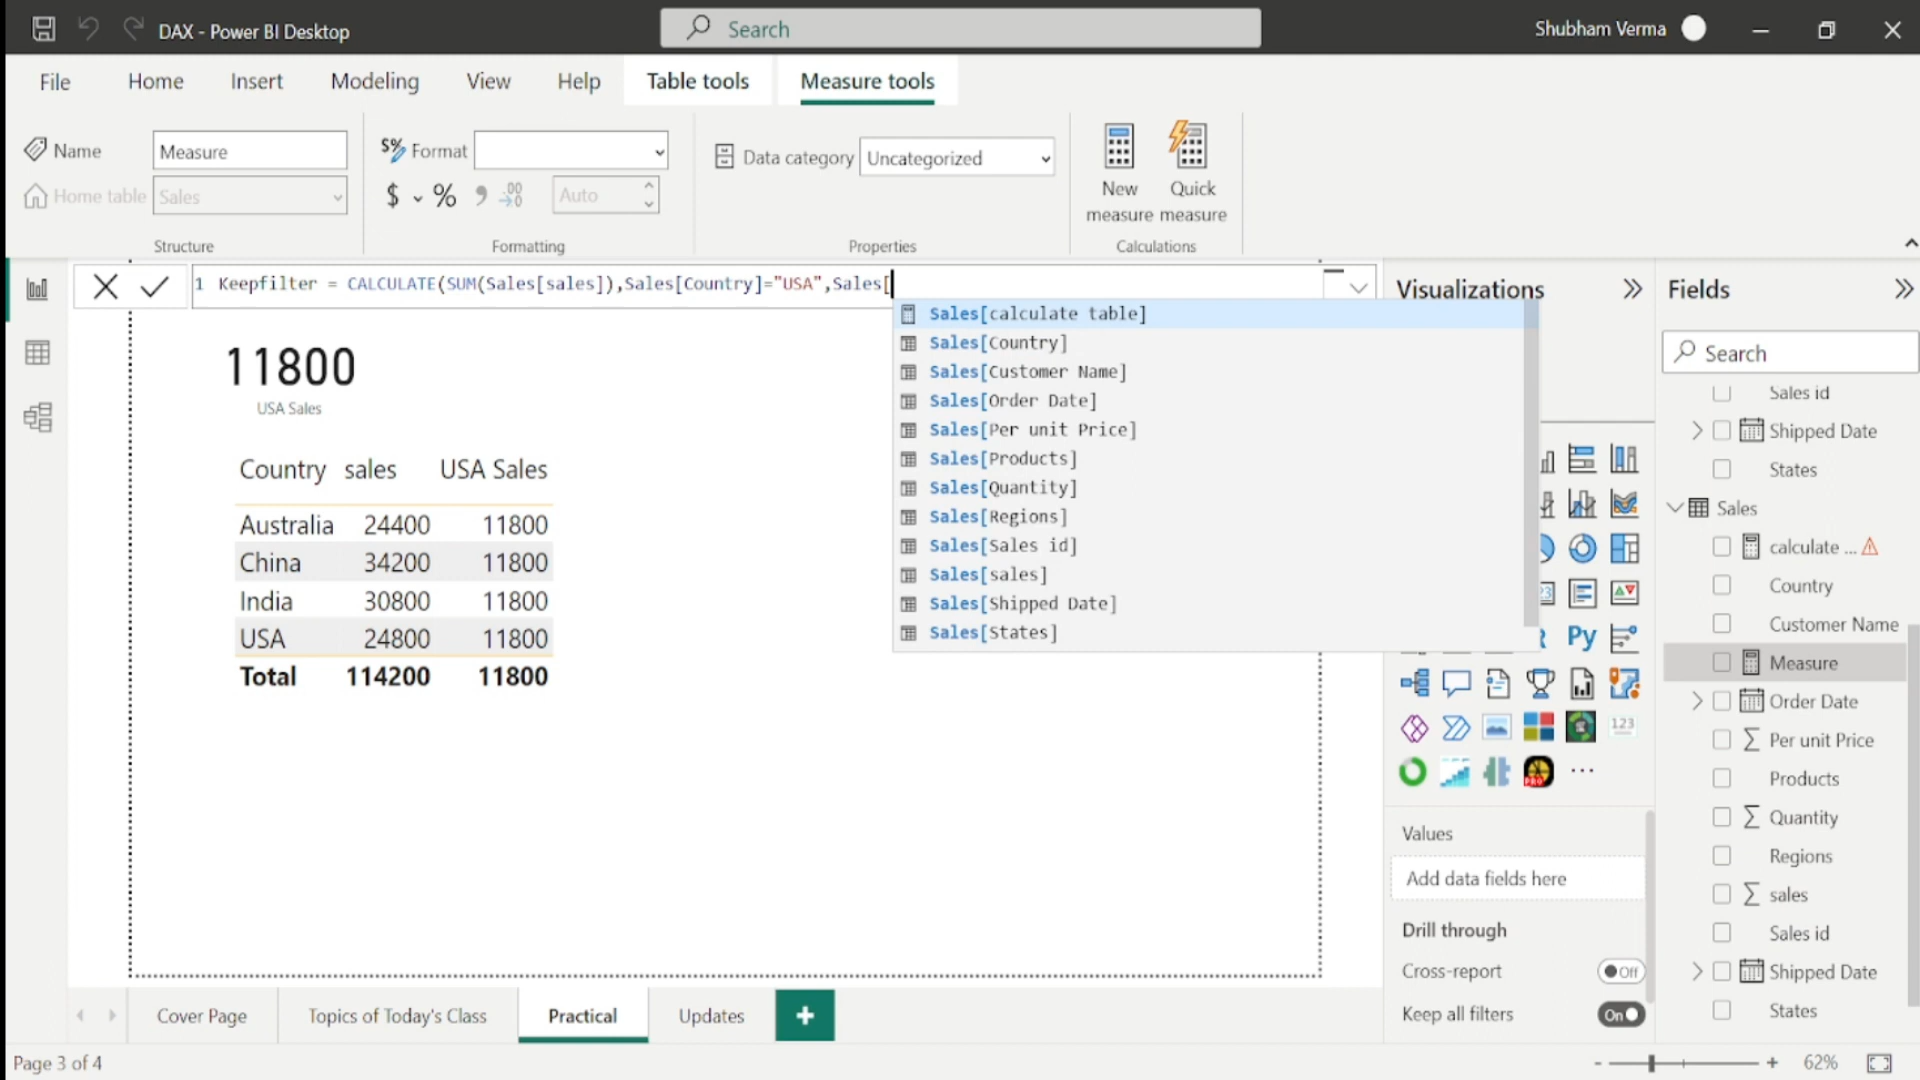 DAX - Power BI Desktop
Search
Shubham Verma
File Home Insert Modeling View Help Table tools Measure tools
Name Measure
Home table Sales
Structure
$% Format
$ % 9 .00 →.0 Auto
Formatting
Data category Uncategorized
Properties
New measure
Quick measure
Calculations
1 Keepfilter = CALCULATE(SUM(Sales[sales]),Sales[Country]="USA",Sales[
Sales[calculate table]
Sales[Country]
Sales[Customer Name]
Sales[Order Date]
Sales[Per unit Price]
Sales[Products]
Sales[Quantity]
Sales[Regions]
Sales[Sales id]
Sales[sales]
Sales[Shipped Date]
Sales[States]
11800
USA Sales
Country sales USA Sales
Australia 24400 11800
China 34200 11800
India 30800 11800
USA 24800 11800
Total 114200 11800
Visualizations
Py
123
PRO
Values
Add data fields here
Drill through
Cross-report Off
Keep all filters On
Fields
Search
Sales id
Shipped Date
States
Sales
calculate ...
Country
Customer Name
Measure
Order Date
Per unit Price
Products
Quantity
Regions
sales
Sales id
Shipped Date
States
Cover Page Topics of Today's Class Practical Updates +
Page 3 of 4
- + 62%